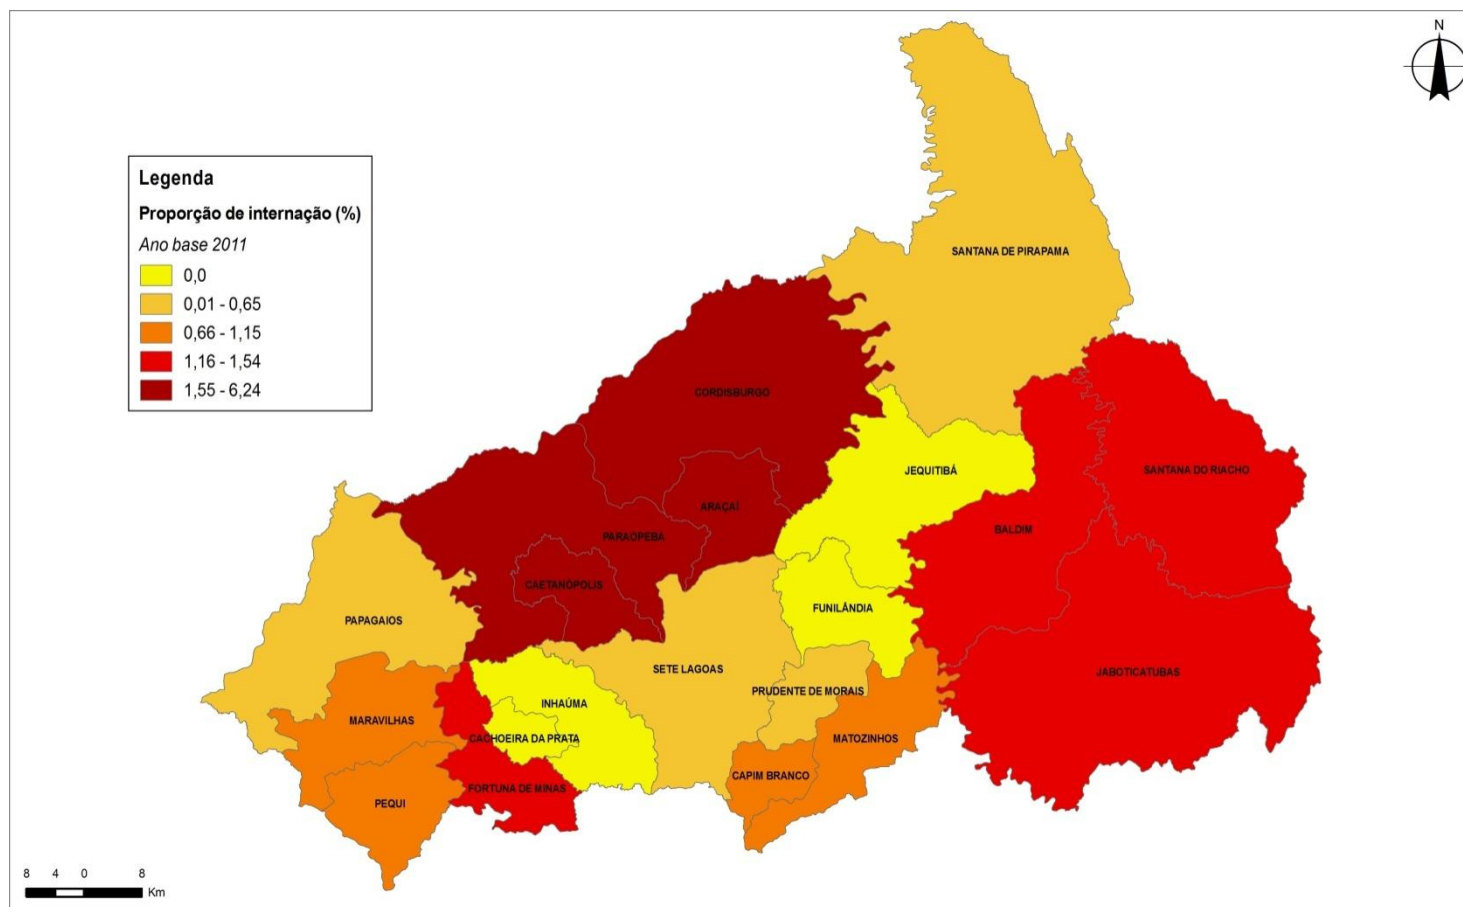 N
Legenda
Proporção de internação (%)
Ano base 2011
0,0
0,01 - 0,65
0,66 - 1,15
1,16 - 1,54
1,55 - 6,24
SANTANA DE PIRAPAMA
CORDISBURGO
JEQUITIBÁ
SANTANA DO RIACHO
ARAÇAÍ
BALDIM
PARAOPEBA
CAETANÓPOLIS
FUNILÂNDIA
PAPAGAIOS
SETE LAGOAS
JABOTICATUBAS
PRUDENTE DE MORAIS
INHAÚMA
MARAVILHAS
CACHOEIRA DA PRATA
MATOZINHOS
CAPIM BRANCO
FORTUNA DE MINAS
PEQUI
8 4 0 8
Km